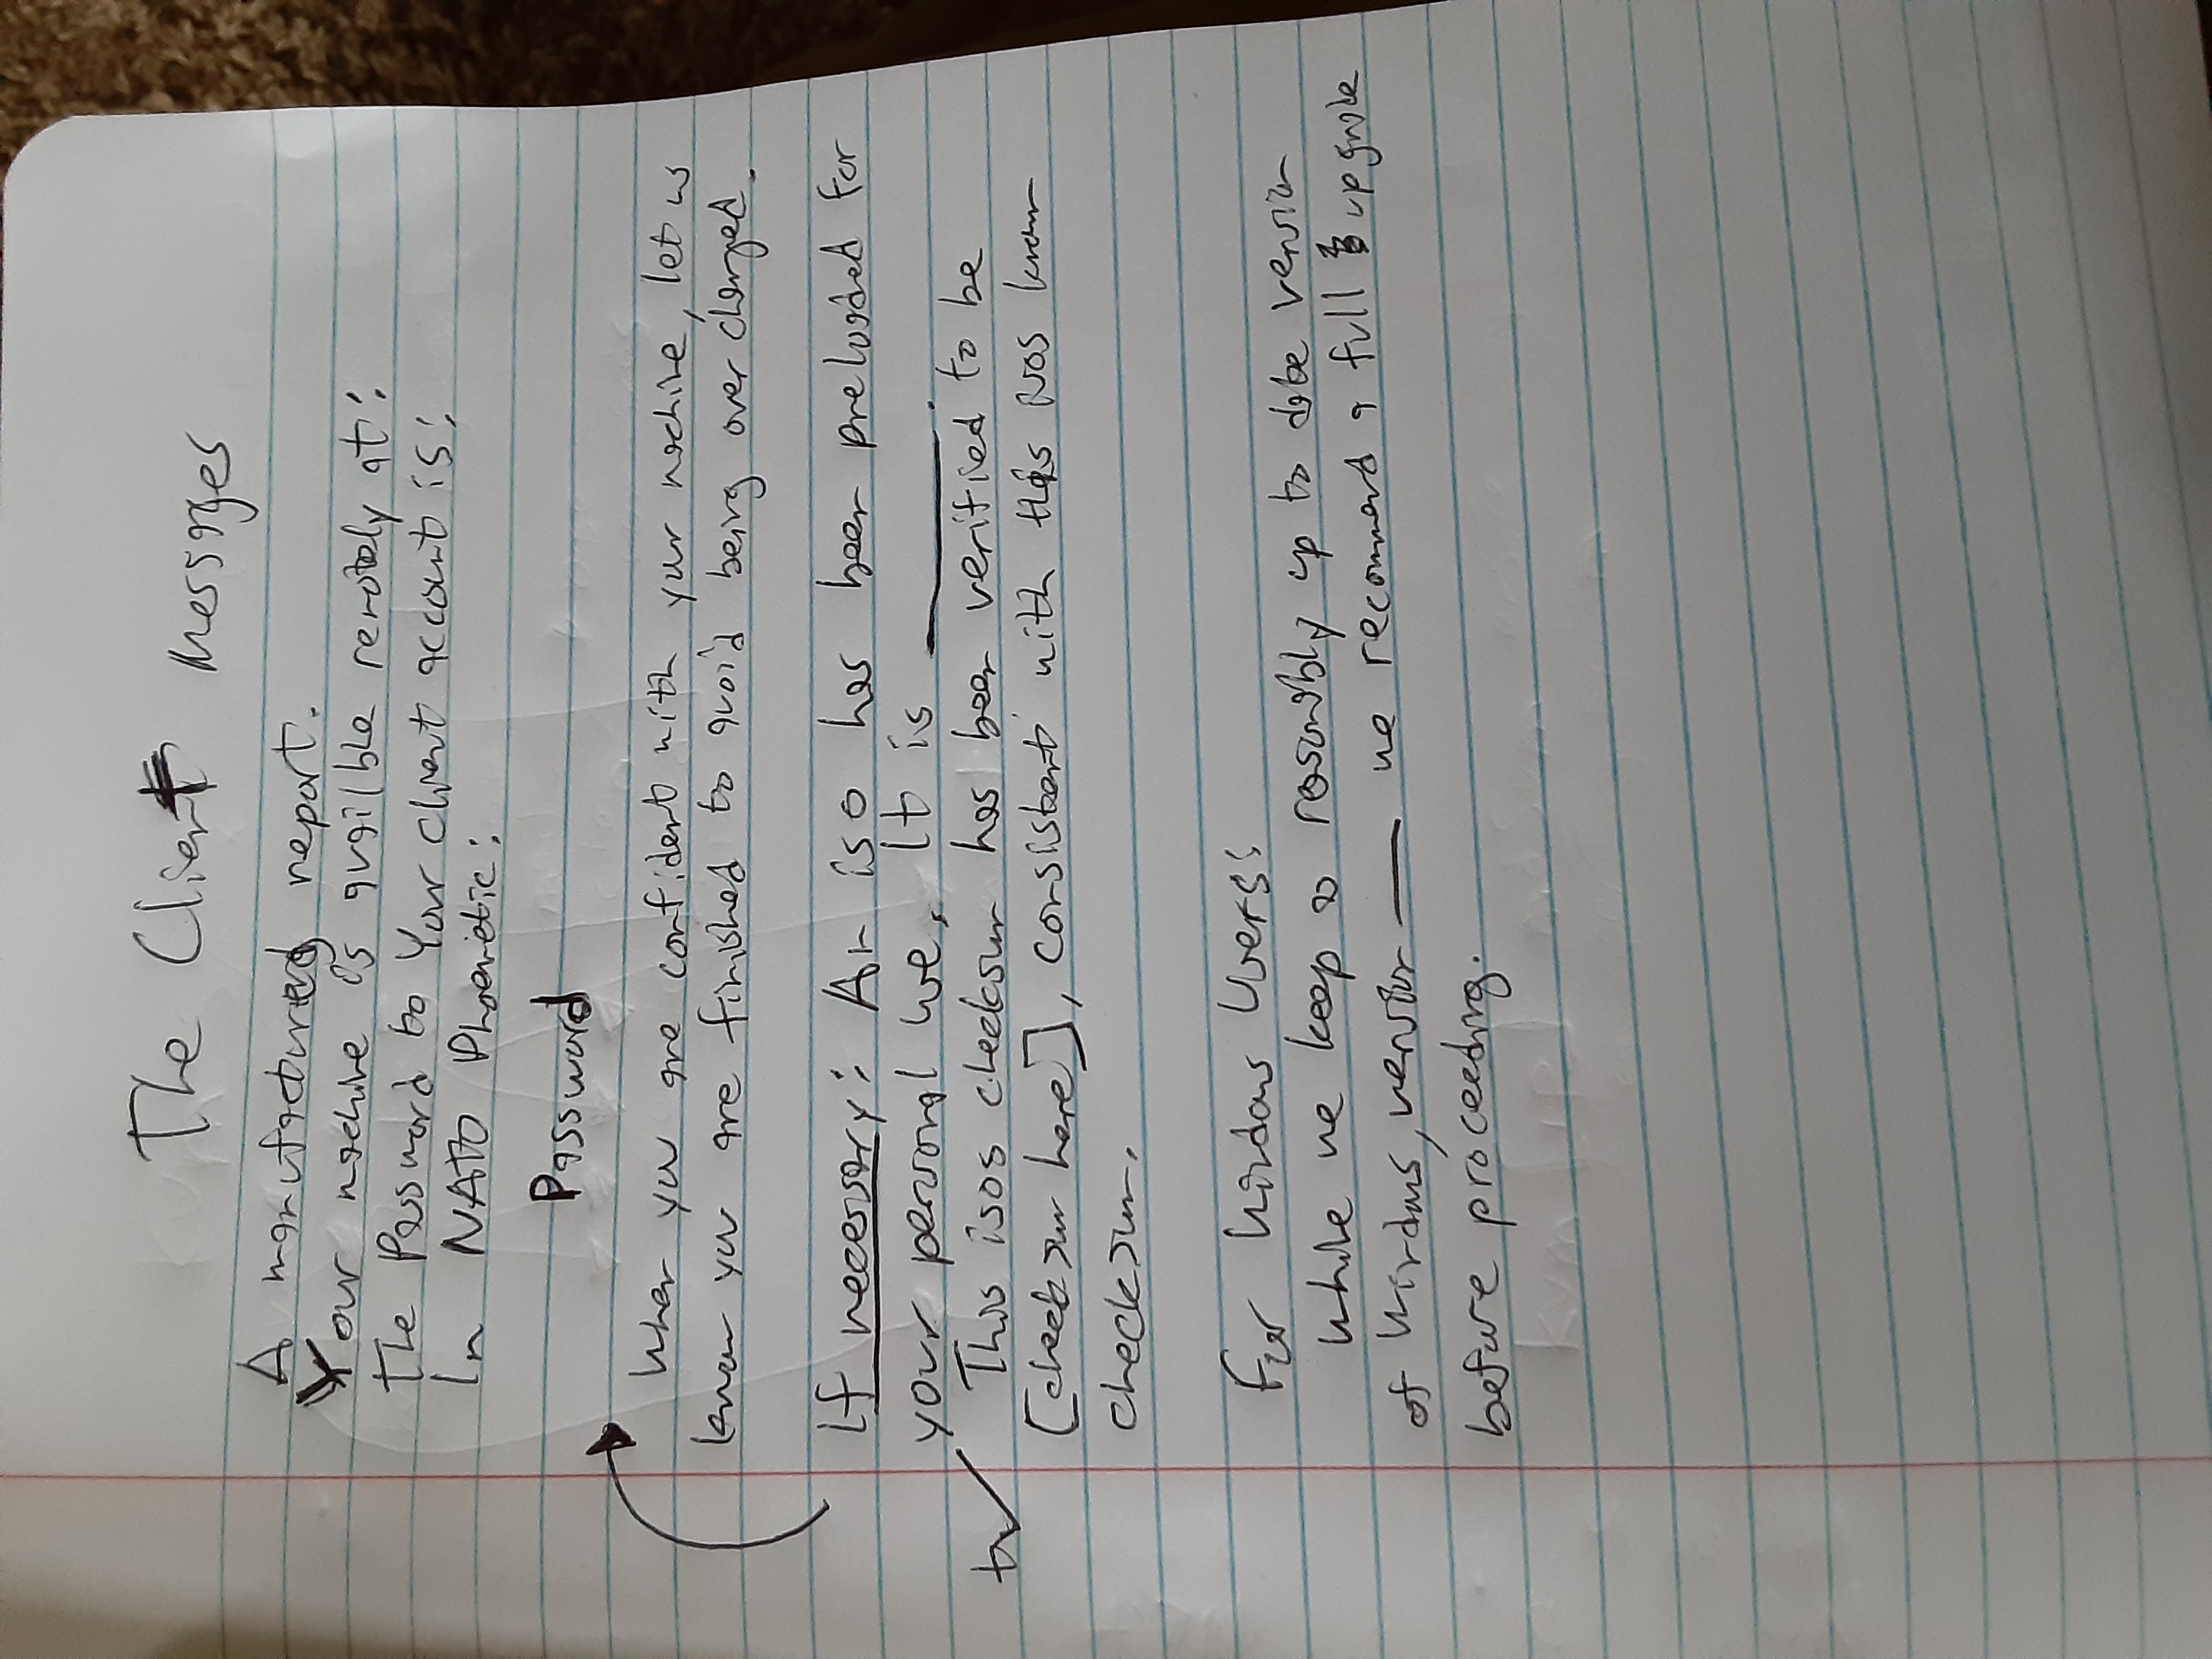 The Client Messages
A manufactured report.
Your machine is availble remotely at:
The Password to Your client account is:
In NATO Phoenetic:
Password
When you are confident with your machine, let us
know you are finished to avoid being over charged.
If necessary: An iso has been preloaded for
your personal use. It is ______.
This isos checksum has been verified to be
[checksum here], consistent with this isos known
checksum.
For Windows Users:
While we keep a reasonably up to date version
of Windows, version ____ we recommend a full upgrade
before proceeding.